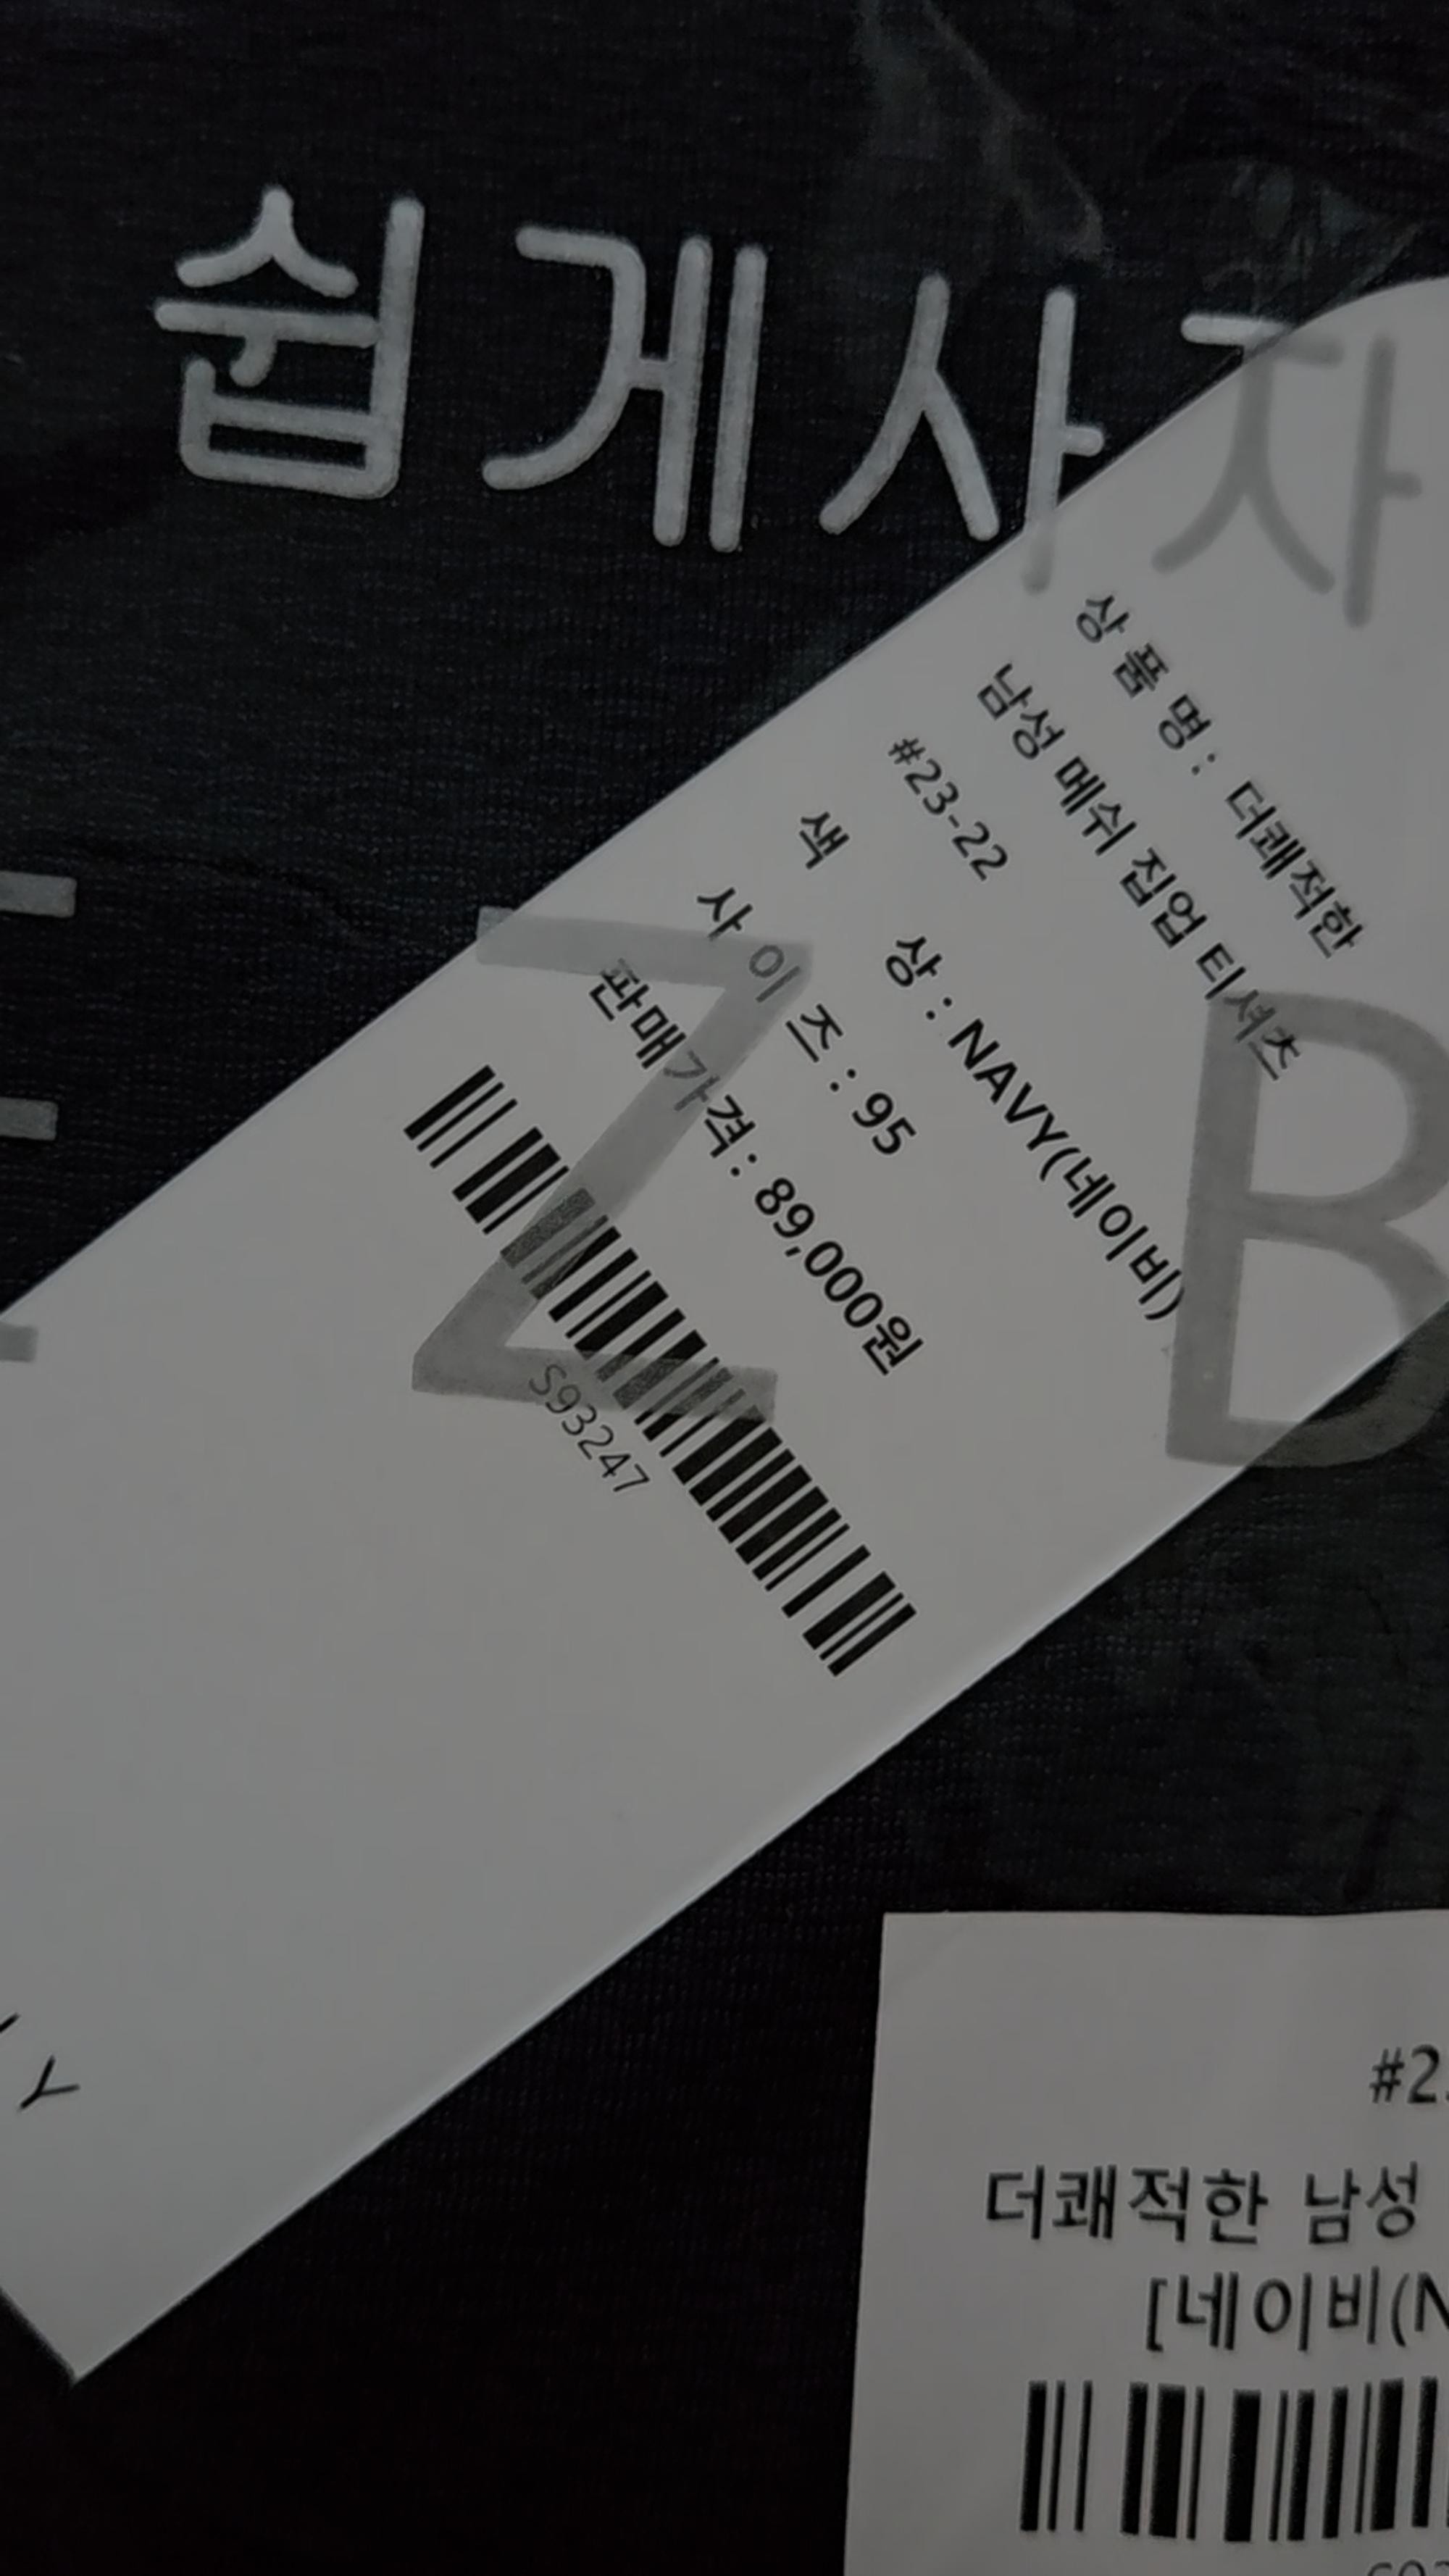 쉽게사자
Z B
상 품 명 : 더쾌적한
남성 메쉬 집업 티셔츠
#23-22
색 상 : NAVY(네이비)
사 이 즈 : 95
판매가격 : 89,000원
S93247
Y
더쾌적한 남성
[네이비(N